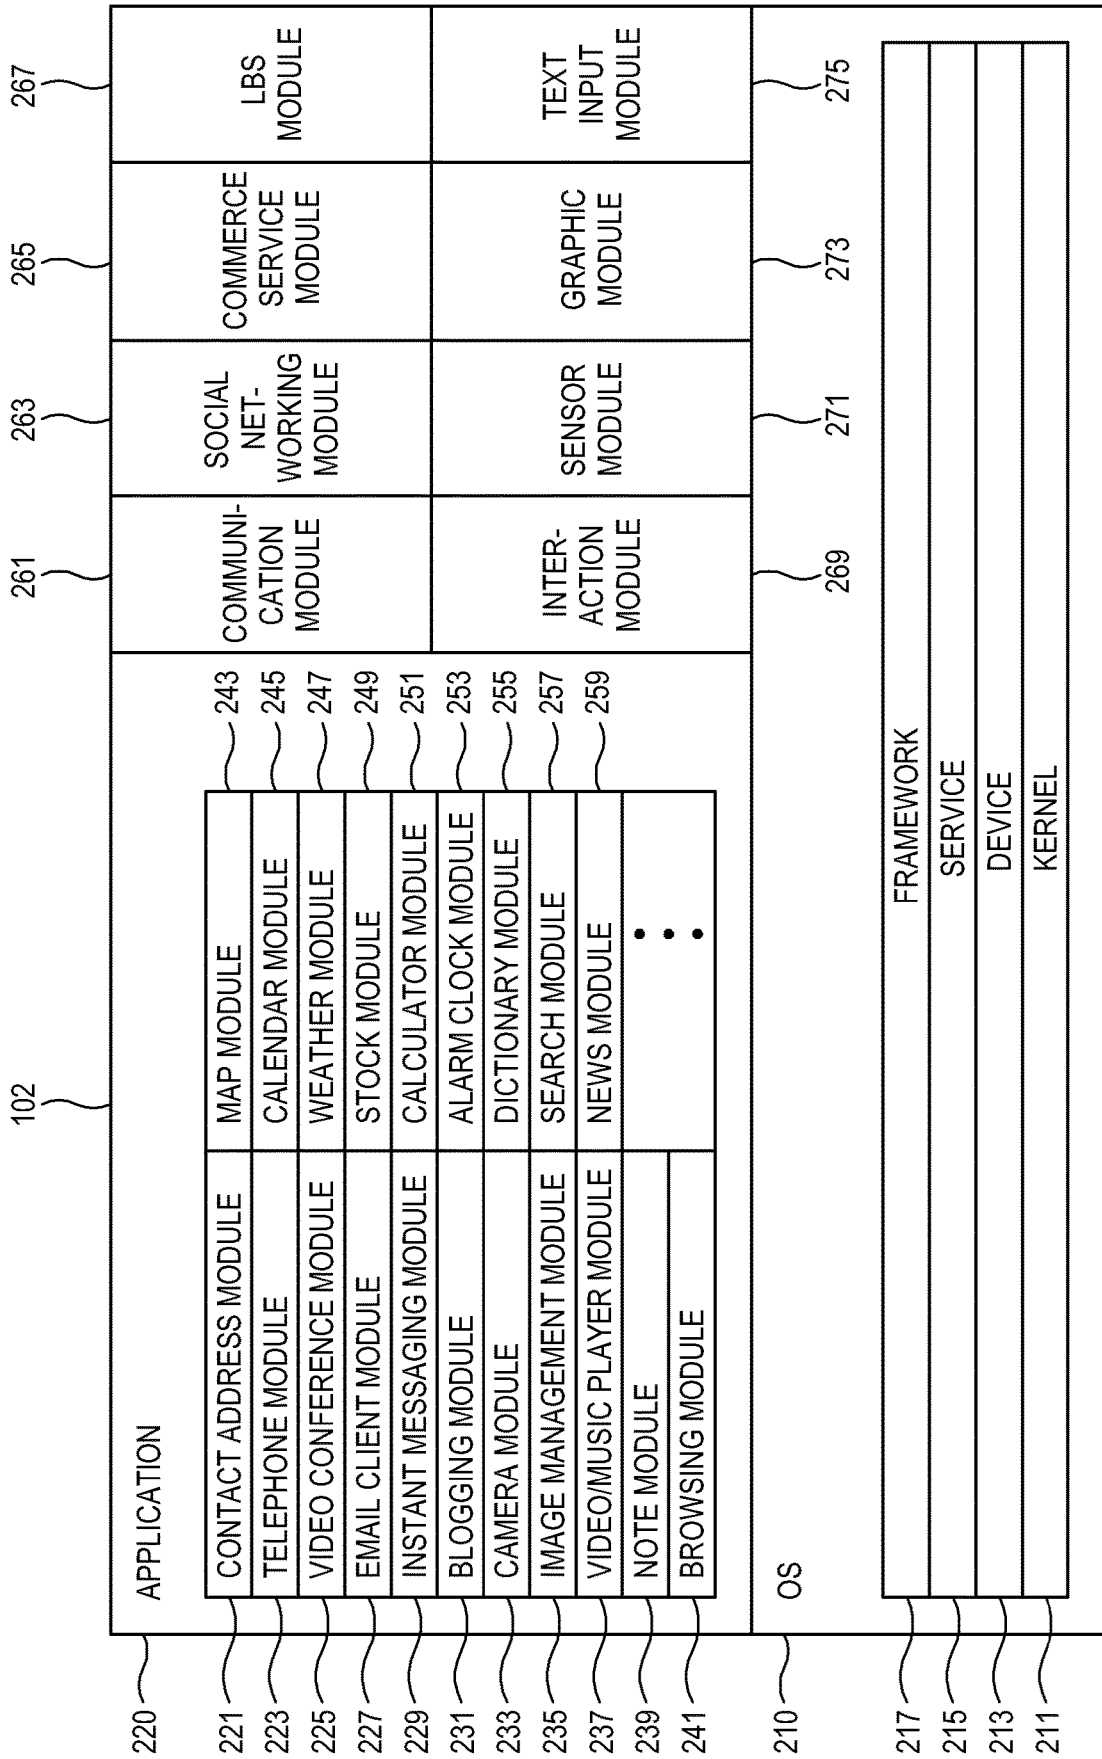 102
261
263
265
267
220
APPLICATION
221
CONTACT ADDRESS MODULE
MAP MODULE
243
223
TELEPHONE MODULE
CALENDAR MODULE
245
225
VIDEO CONFERENCE MODULE
WEATHER MODULE
247
227
EMAIL CLIENT MODULE
STOCK MODULE
249
229
INSTANT MESSAGING MODULE
CALCULATOR MODULE
251
231
BLOGGING MODULE
ALARM CLOCK MODULE
253
233
CAMERA MODULE
DICTIONARY MODULE
255
235
IMAGE MANAGEMENT MODULE
SEARCH MODULE
257
237
VIDEO/MUSIC PLAYER MODULE
NEWS MODULE
259
239
NOTE MODULE
241
BROWSING MODULE
COMMUNI-
CATION
MODULE
SOCIAL
NET-
WORKING
MODULE
COMMERCE
SERVICE
MODULE
LBS
MODULE
INTER-
ACTION
MODULE
SENSOR
MODULE
GRAPHIC
MODULE
TEXT
INPUT
MODULE
269
271
273
275
210
OS
217
FRAMEWORK
215
SERVICE
213
DEVICE
211
KERNEL